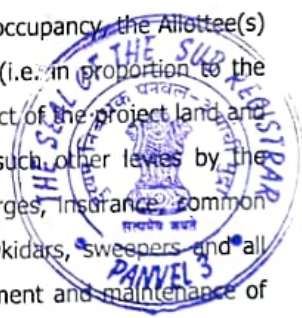 occupancy, the Allottee(s)
(i.e. in proportion to the
ct of the project land and
such other levies by the
rges, insurance, common
kidars, sweepers and all
ment and maintenance of
THE SEAL OF THE SUB REGISTRAR
सत्यमेव जयते
PANVEL 3